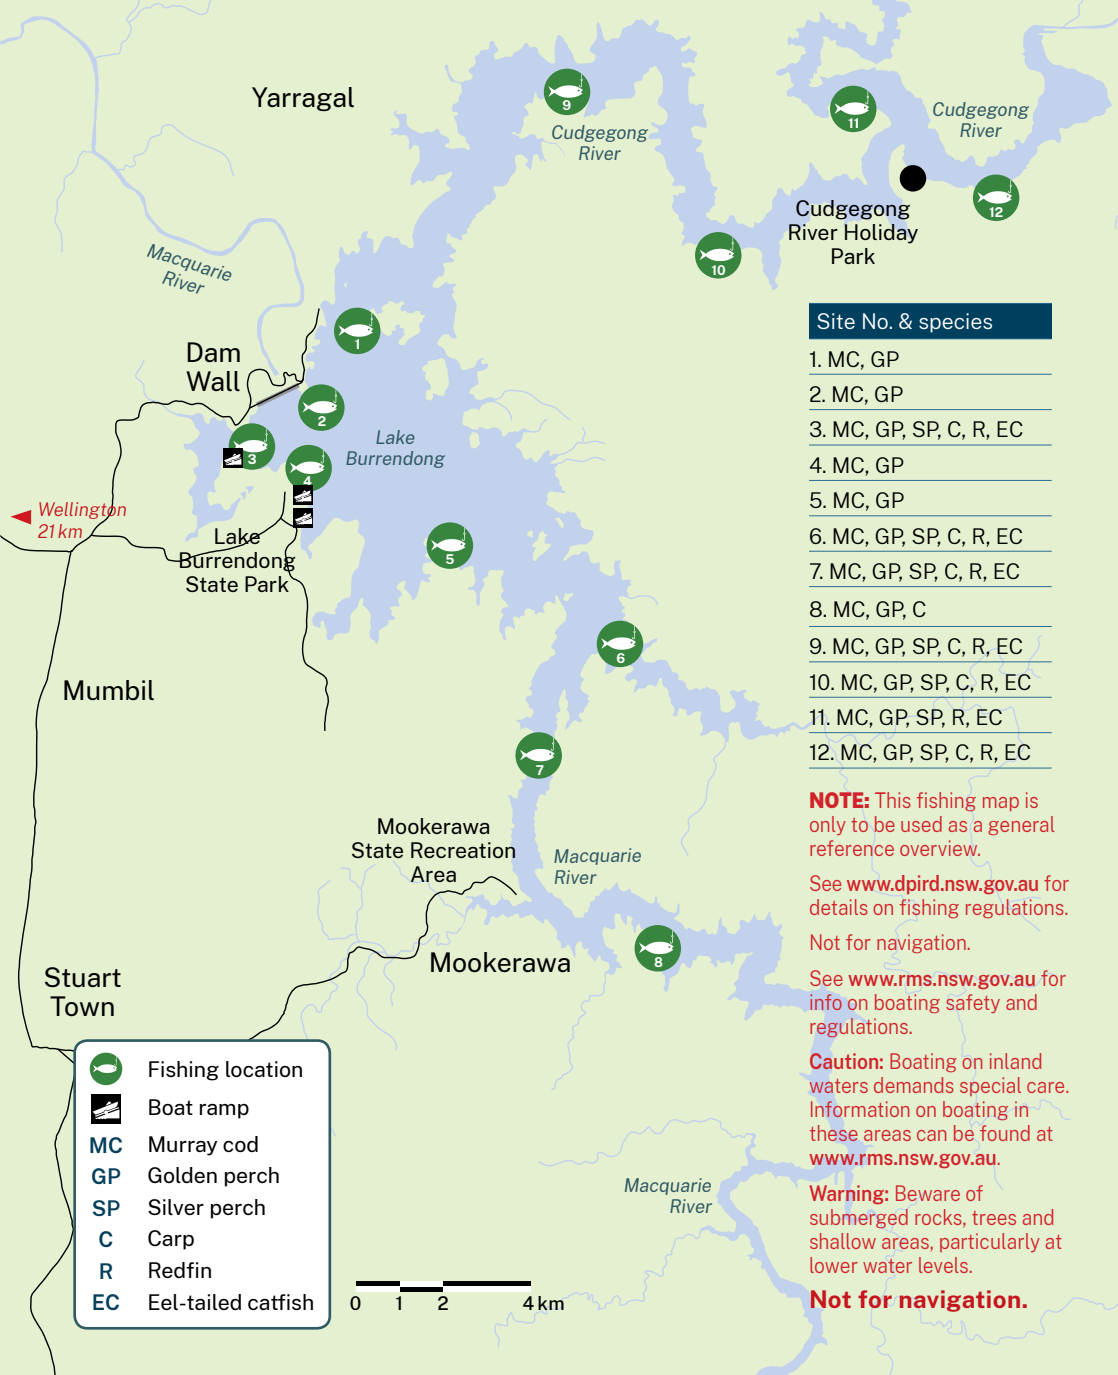 Yarragal
9
Cudgegong
River
11
Cudgegong
River
12
Cudgegong
River Holiday
Park
10
Macquarie
River
1
Dam
Wall
2
3
4
Lake
Burrendong
Wellington
21 km
Lake
Burrendong
State Park
5
6
Mumbil
7
Mookerawa
State Recreation
Area
Macquarie
River
8
Mookerawa
Stuart
Town
Macquarie
River
Site No. & species
1. MC, GP
2. MC, GP
3. MC, GP, SP, C, R, EC
4. MC, GP
5. MC, GP
6. MC, GP, SP, C, R, EC
7. MC, GP, SP, C, R, EC
8. MC, GP, C
9. MC, GP, SP, C, R, EC
10. MC, GP, SP, C, R, EC
11. MC, GP, SP, R, EC
12. MC, GP, SP, C, R, EC
NOTE: This fishing map is
only to be used as a general
reference overview.
See www.dpird.nsw.gov.au for
details on fishing regulations.
Not for navigation.
See www.rms.nsw.gov.au for
info on boating safety and
regulations.
Caution: Boating on inland
waters demands special care.
Information on boating in
these areas can be found at
www.rms.nsw.gov.au.
Warning: Beware of
submerged rocks, trees and
shallow areas, particularly at
lower water levels.
Not for navigation.
Fishing location
Boat ramp
MC Murray cod
GP Golden perch
SP Silver perch
C Carp
R Redfin
EC Eel-tailed catfish
0 1 2 4 km